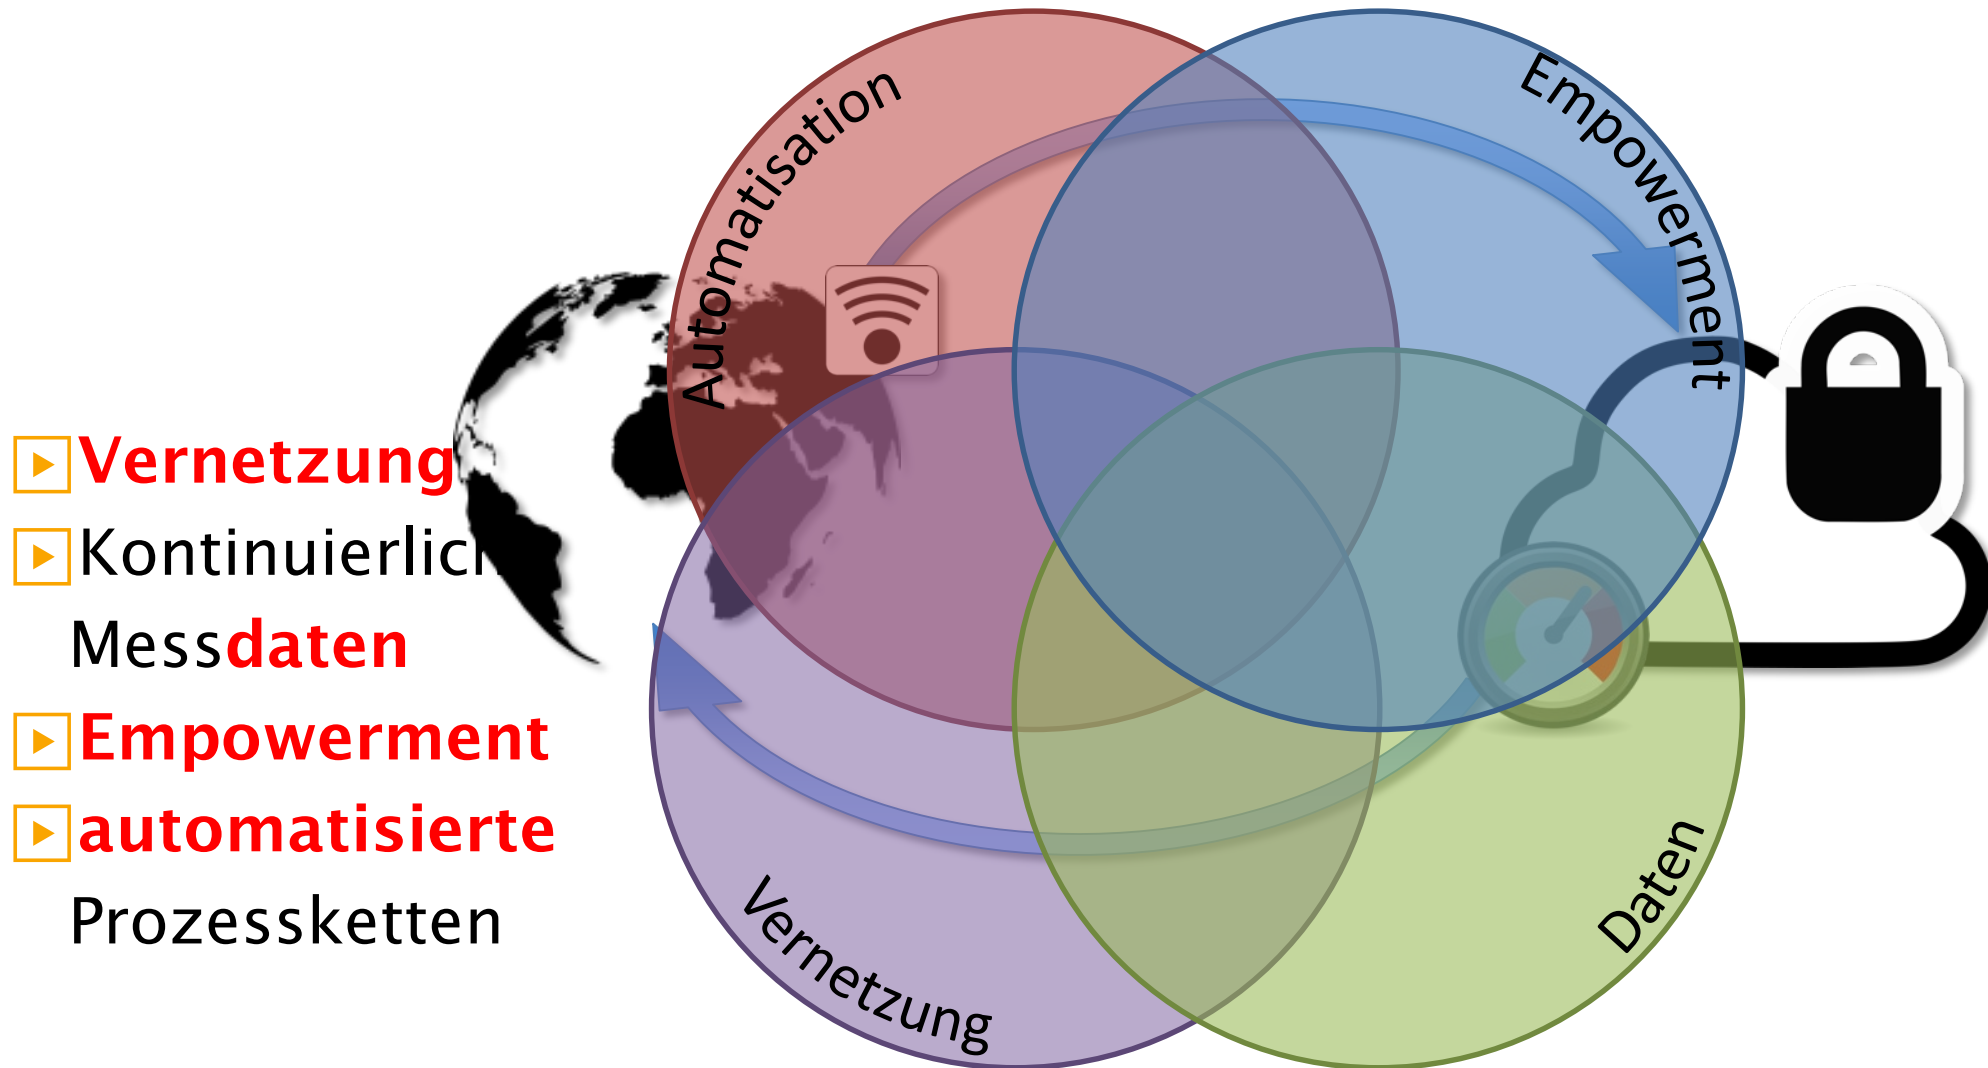 Vernetzung
Kontinuierlich
Messdaten
Empowerment
automatisierte
Prozessketten
Automatisation
Empowerment
Vernetzung
Daten